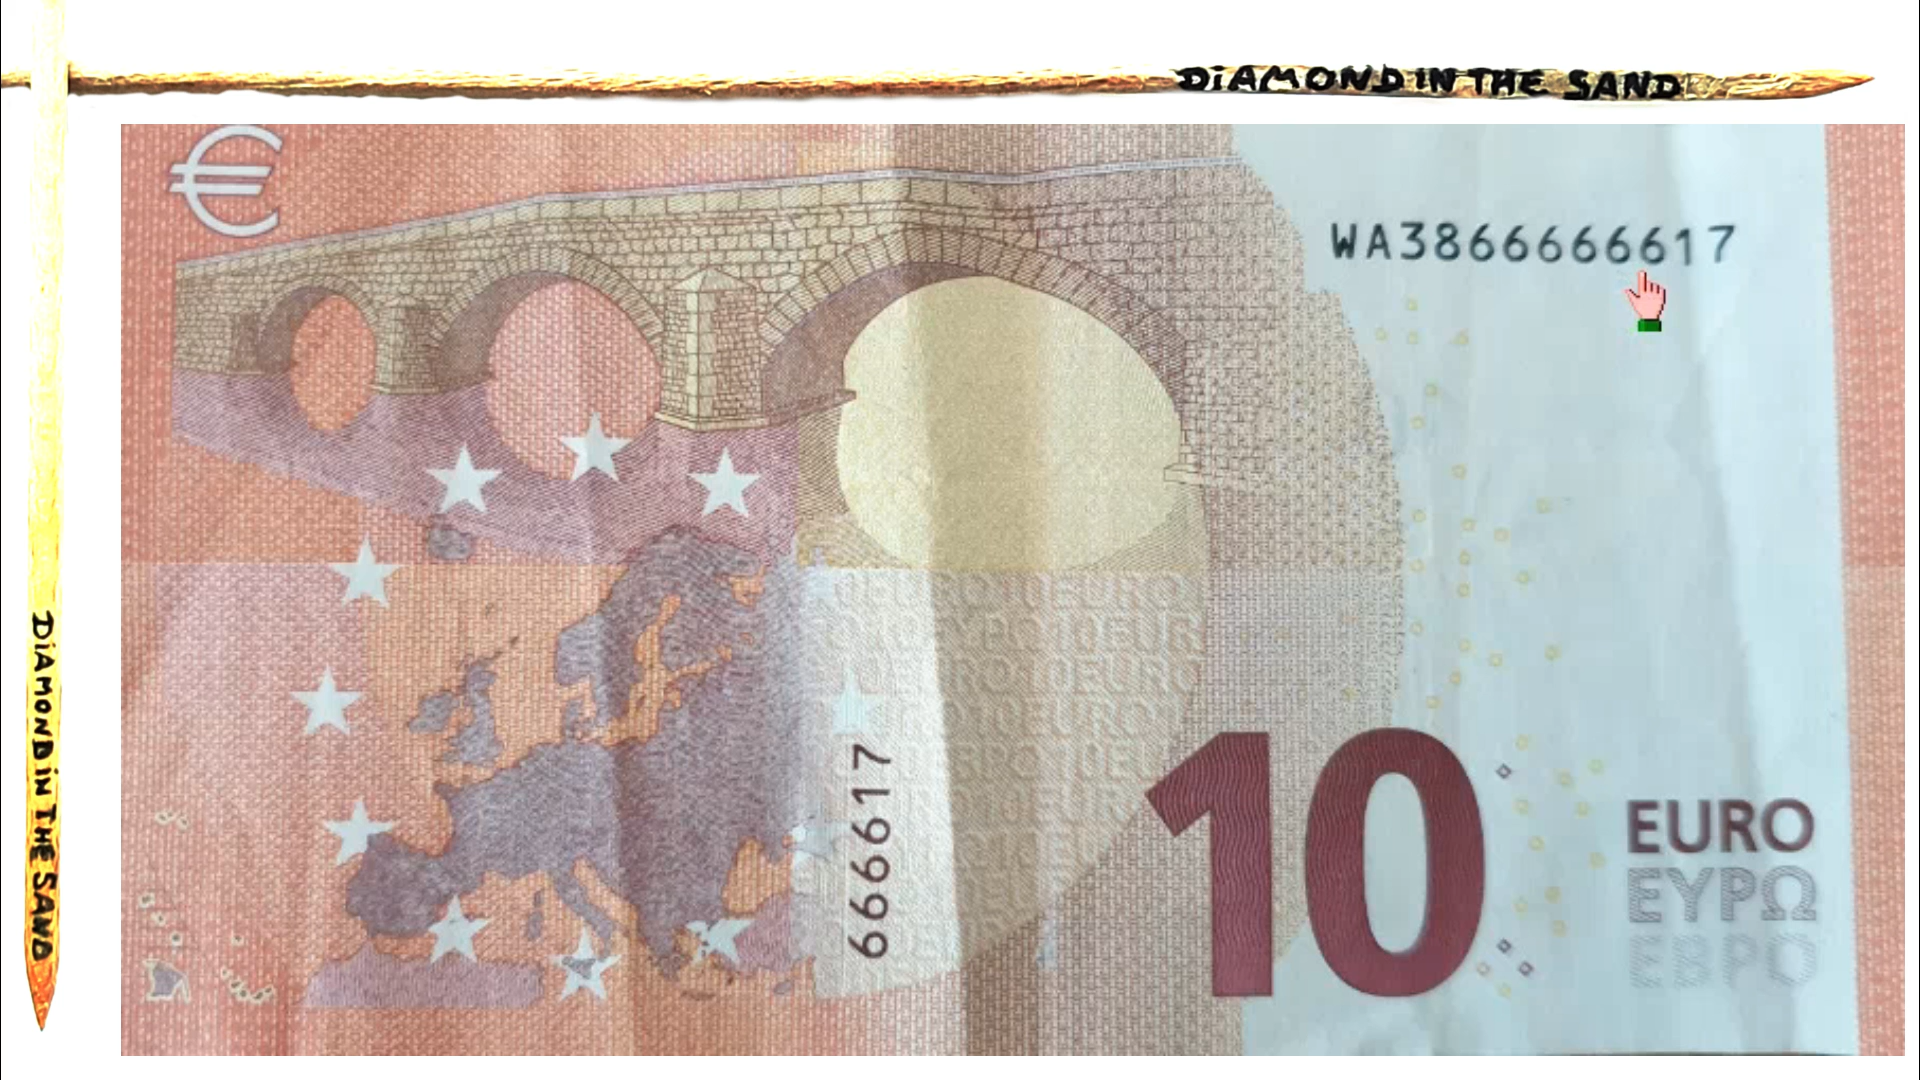 DiAMOND IN THE SAND
€
WA3866666617
DiAMOND iN THE SAND
666617
10
EURO
ΕΥΡΩ
ЕВРО